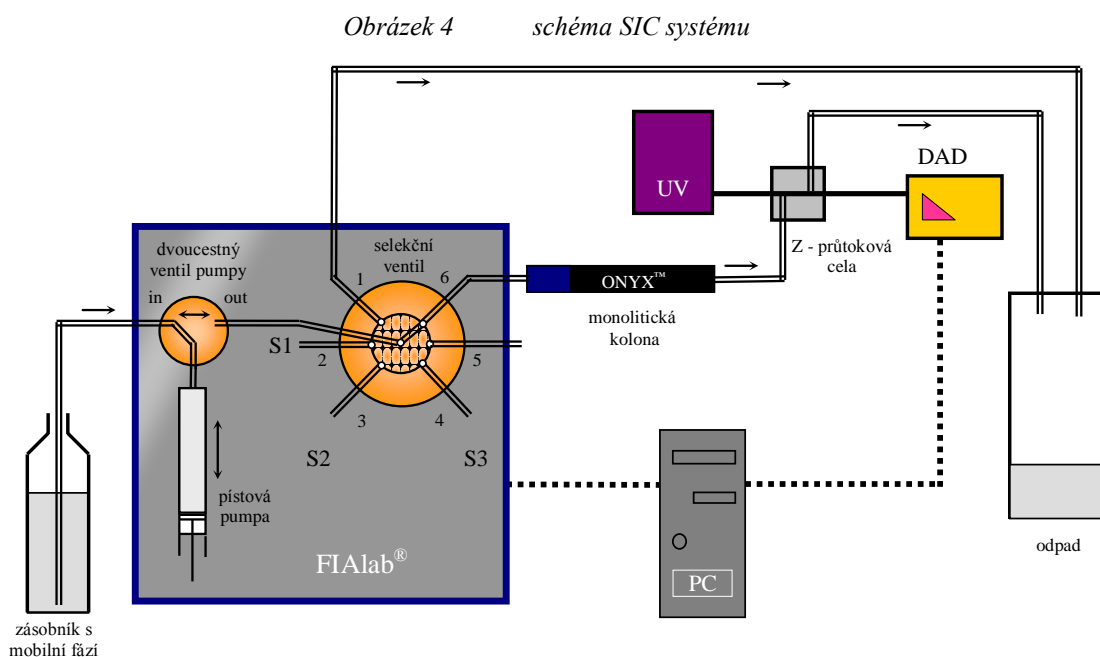 Obrázek 4 schéma SIC systému
UV
DAD
Z - průtoková
cela
dvoucestný
ventil pumpy
in
out
selekční
ventil
1
6
S1
2
5
3
4
S2
S3
ONYX™
monolitická
kolona
pístová
pumpa
FIAlab®
PC
odpad
zásobník s
mobilní fází